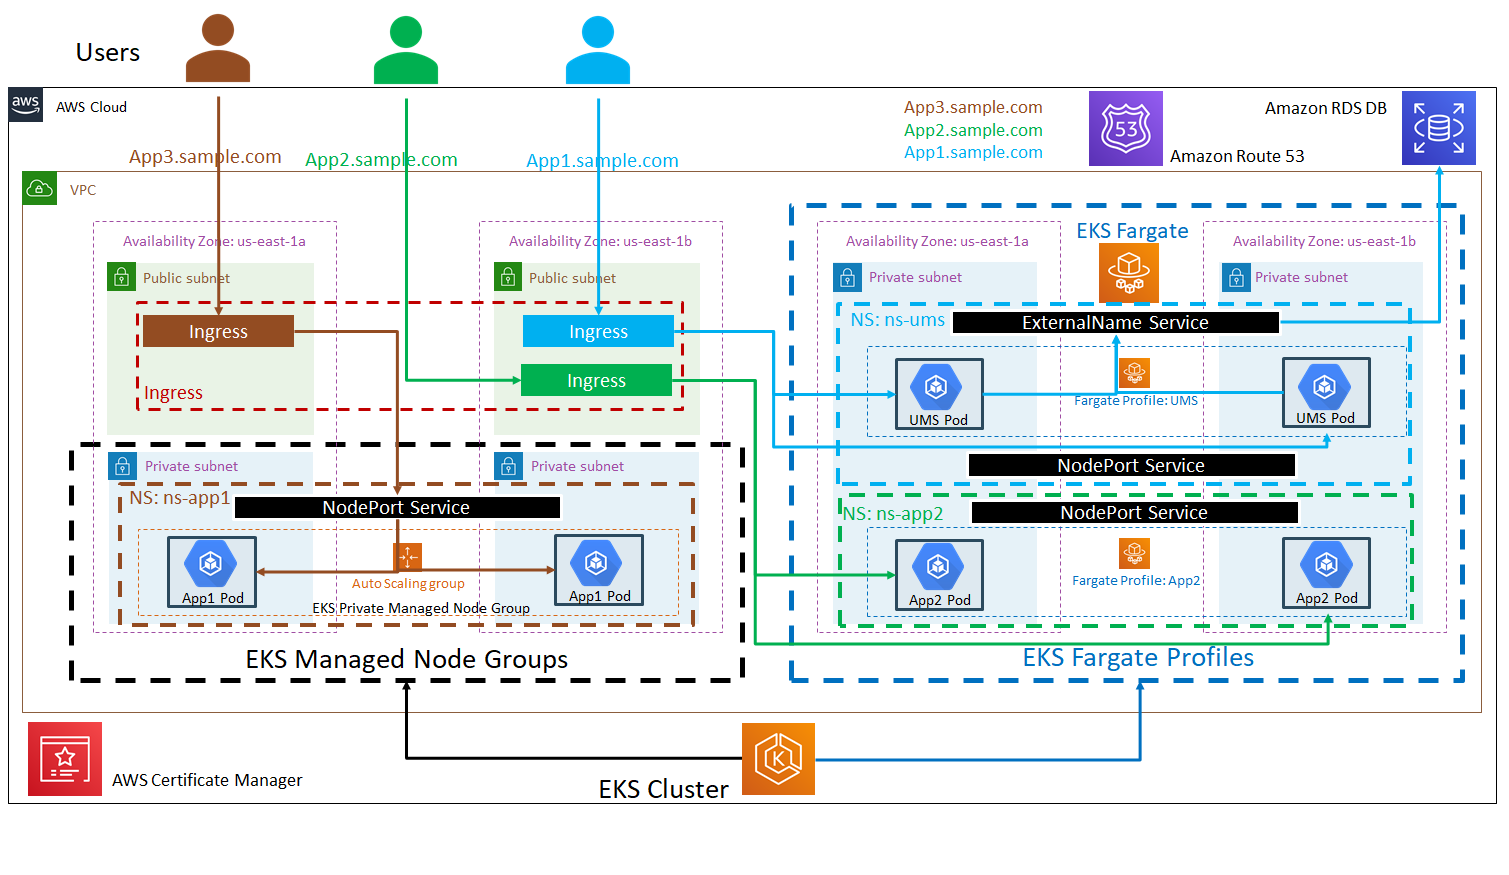 Users
aws
AWS Cloud
App3.sample.com
App2.sample.com
App1.sample.com
App3.sample.com
App2.sample.com
App1.sample.com
53
Amazon Route 53
Amazon RDS DB
VPC
Availability Zone: us-east-1a
Availability Zone: us-east-1b
Public subnet
Public subnet
Ingress
Ingress
Ingress
Ingress
Private subnet
Private subnet
NS: ns-app1
NodePort Service
App1 Pod
Auto Scaling group
EKS Private Managed Node Group
App1 Pod
EKS Managed Node Groups
EKS Fargate
Availability Zone: us-east-1a
Availability Zone: us-east-1b
Private subnet
Private subnet
NS: ns-ums
ExternalName Service
UMS Pod
Fargate Profile: UMS
UMS Pod
NodePort Service
NS: ns-app2
NodePort Service
App2 Pod
Fargate Profile: App2
App2 Pod
EKS Fargate Profiles
AWS Certificate Manager
EKS Cluster
K